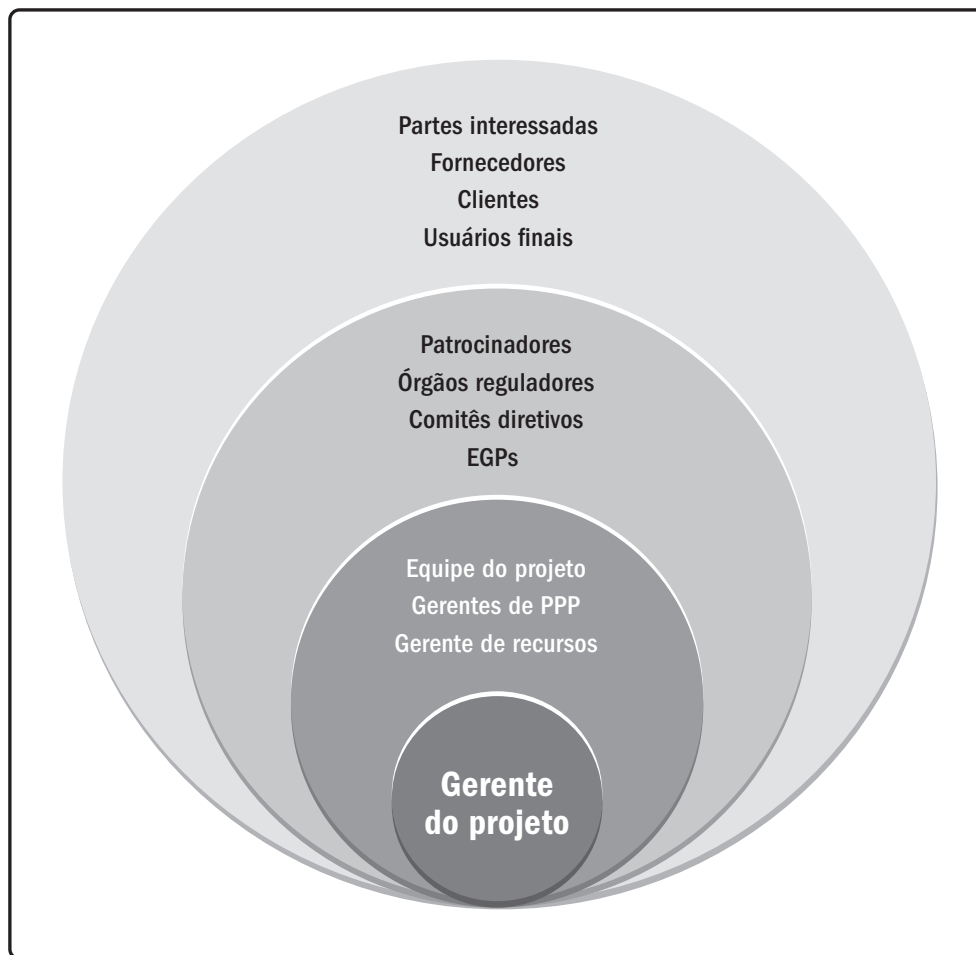 Partes interessadas
Fornecedores
Clientes
Usuários finais
Patrocinadores
Órgãos reguladores
Comitês diretivos
EGPs
Equipe do projeto
Gerentes de PPP
Gerente de recursos
Gerente
do projeto